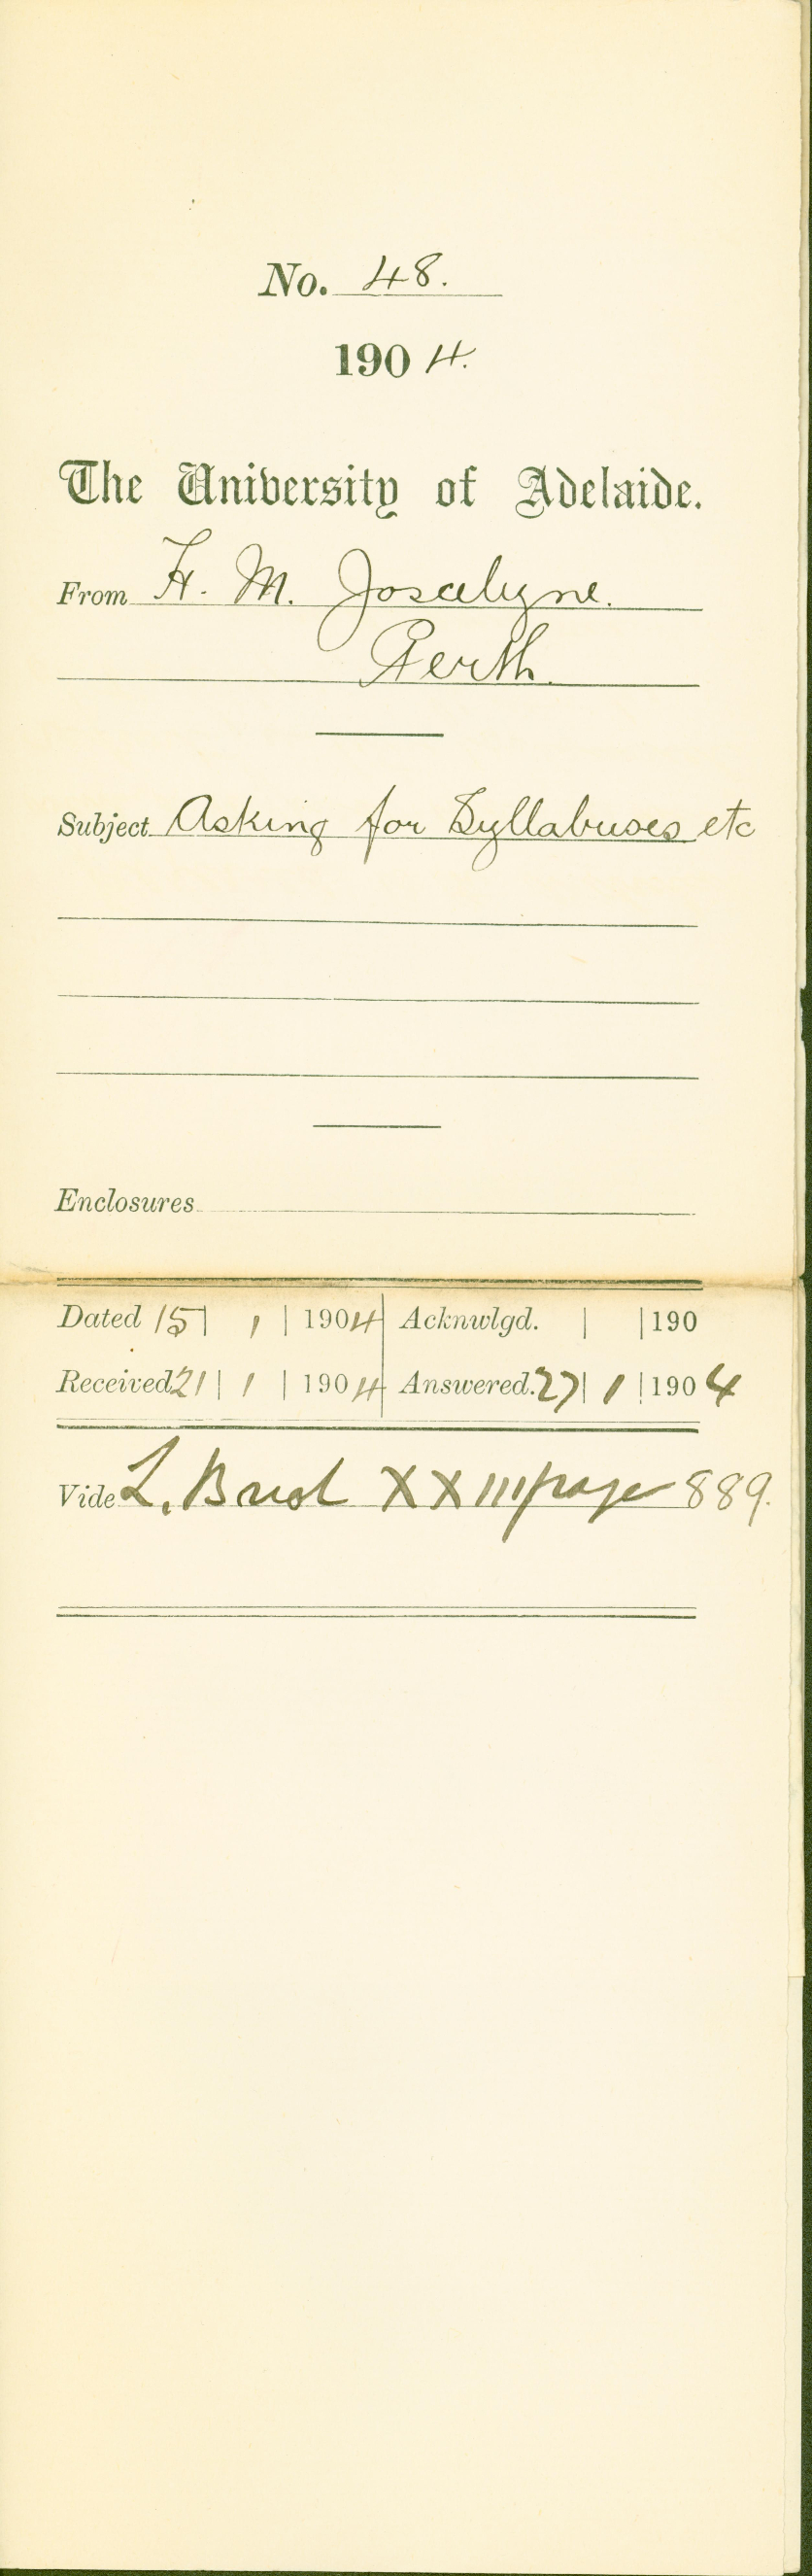 No. 48.
1904.
The University of Adelaide.
From H. M. Joscelyne.
Perth.
Subject Asking for Syllabuses etc
Enclosures
Dated 15 | 1 | 1904 Acknwlgd. | | 190
Received 21 | 1 | 1904 Answered. 27 | 1 | 1904
Vide L. XXIII page 889.